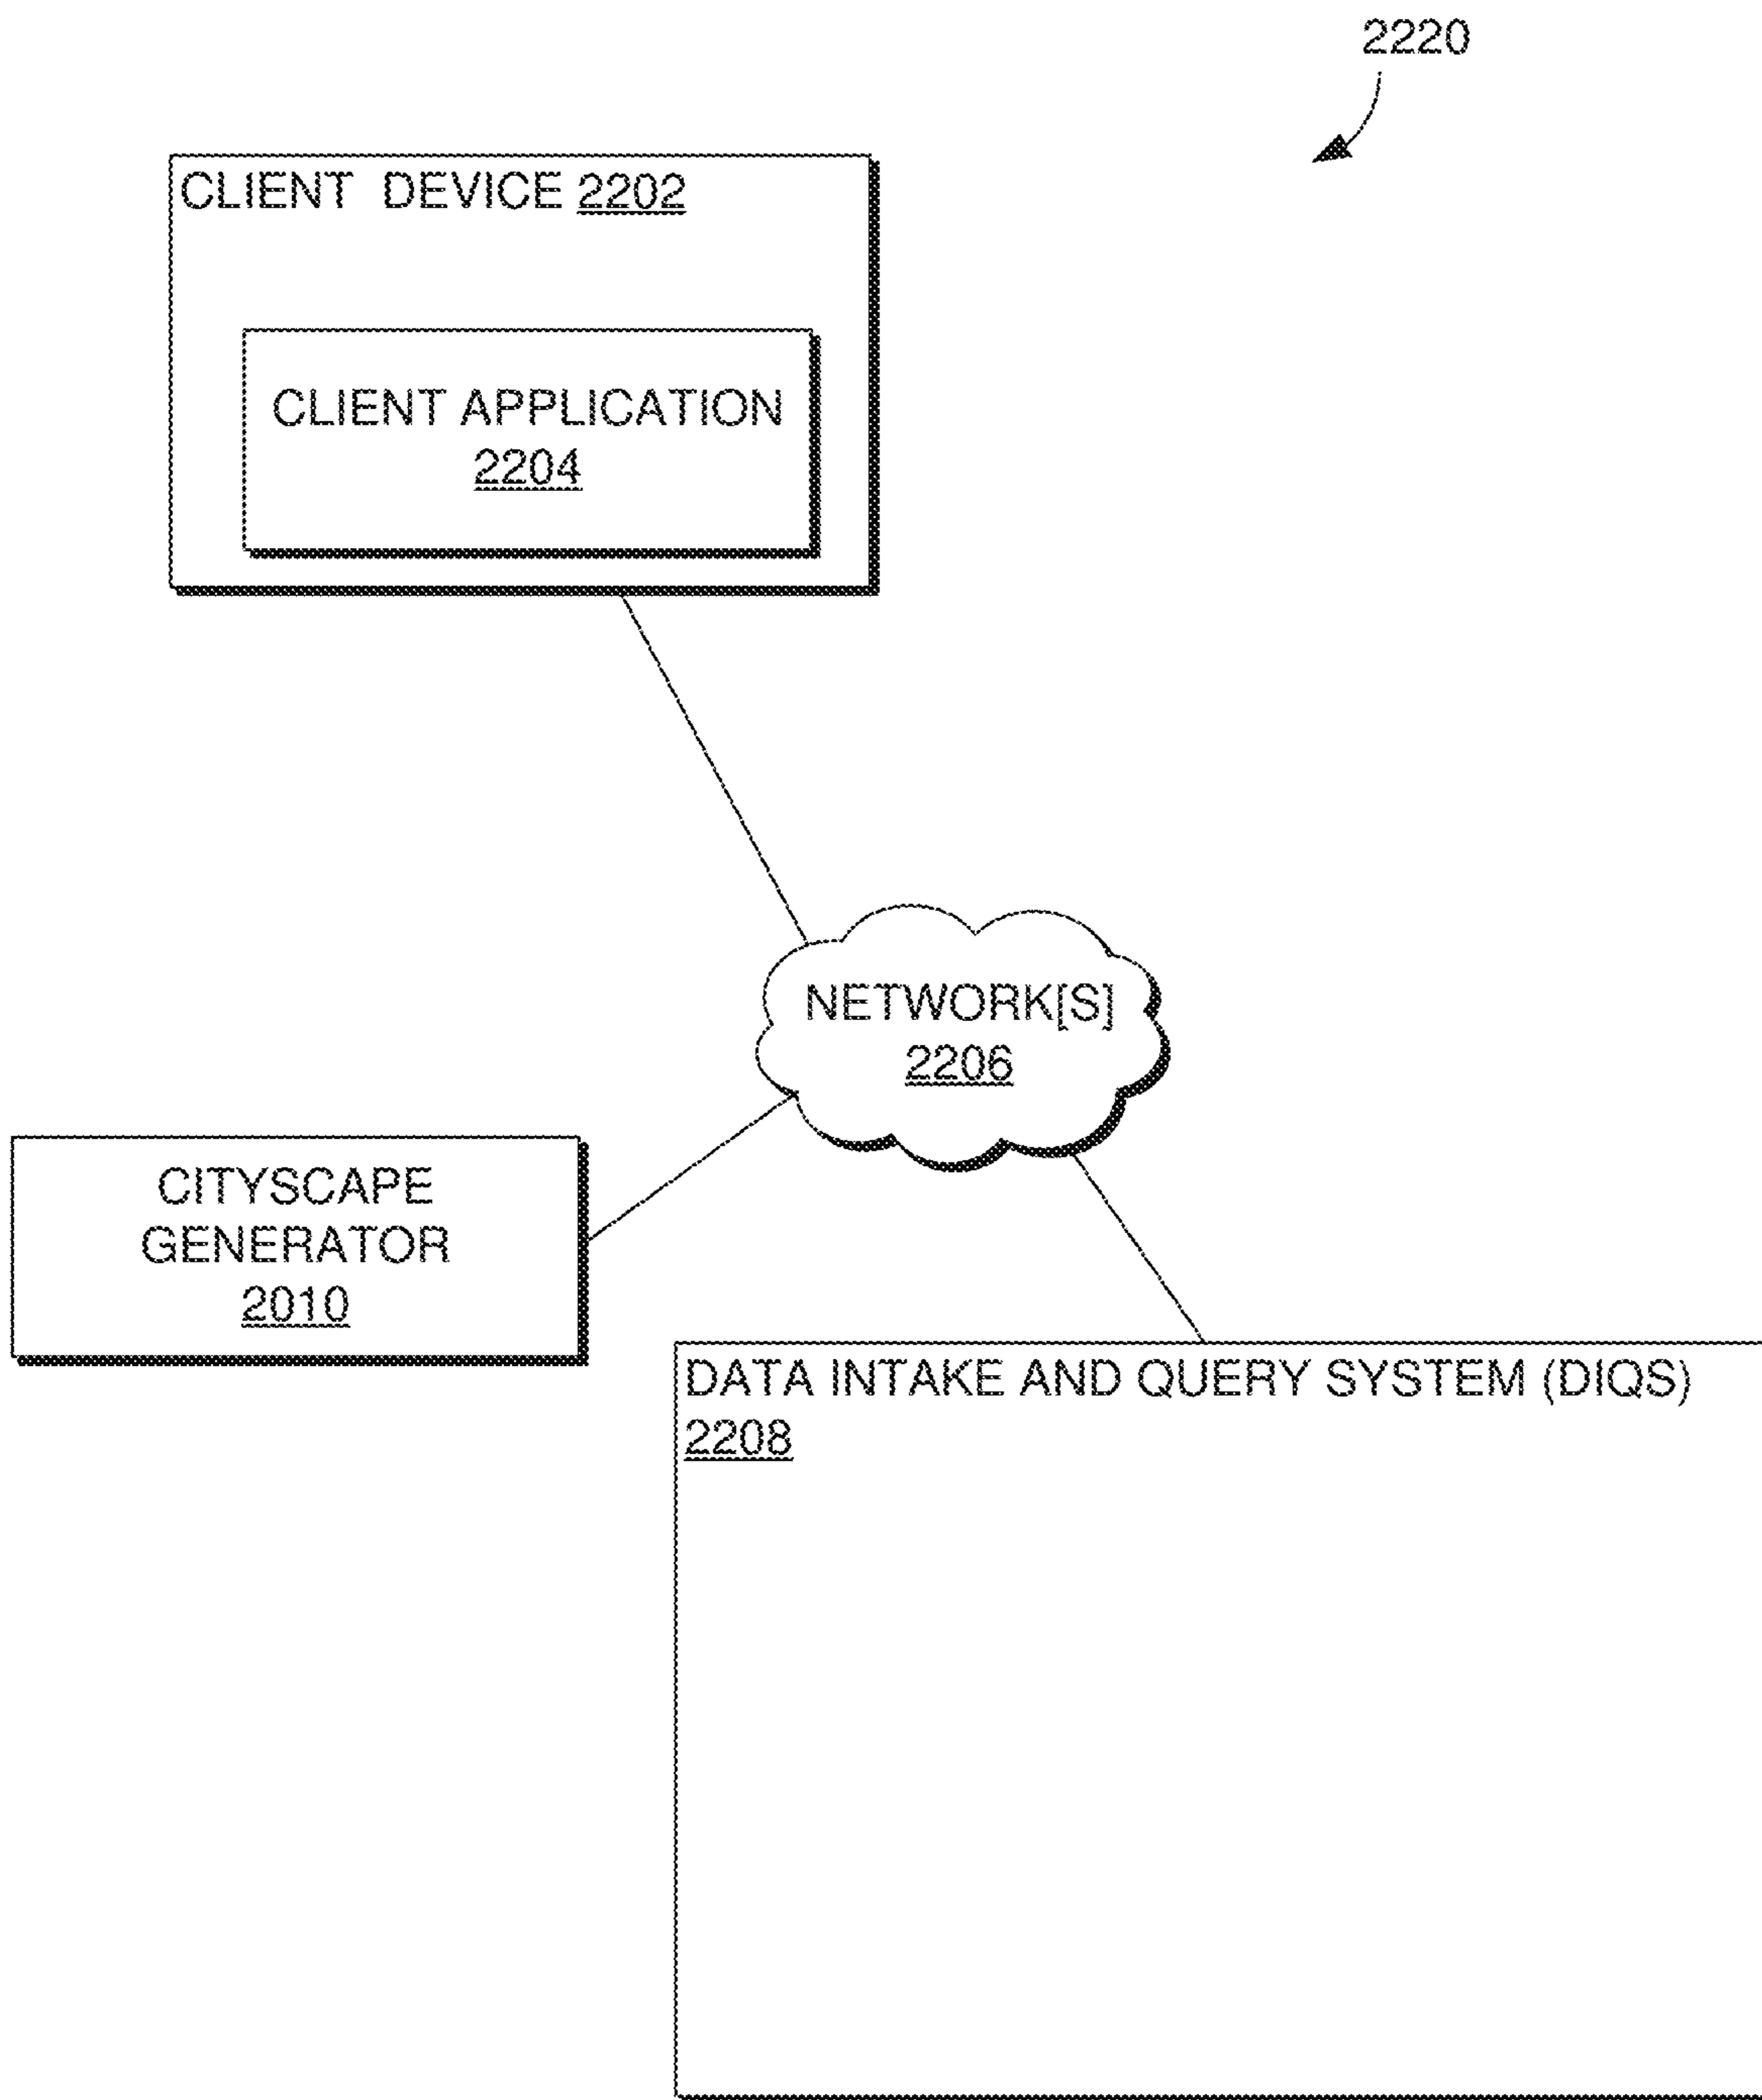 2220
CLIENT DEVICE 2202
CLIENT APPLICATION
2204
NETWORK[S]
2206
CITYSCAPE
GENERATOR
2010
DATA INTAKE AND QUERY SYSTEM (DIQS)
2208